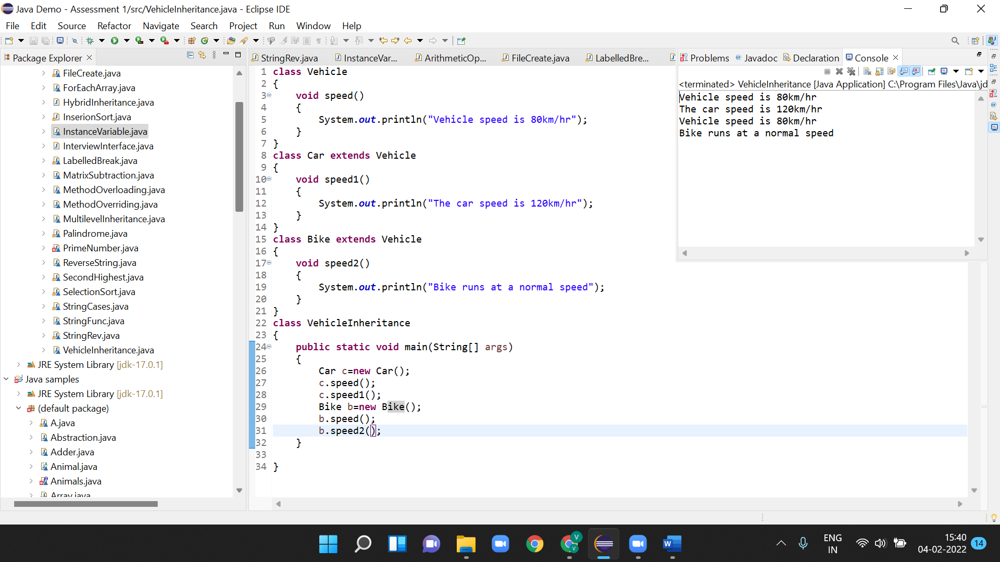 Java Demo - Assessment 1/src/VehicleInheritance.java - Eclipse IDE
File Edit Source Refactor Navigate Search Project Run Window Help
Package Explorer
FileCreate.java
ForEachArray.java
HybridInheritance.java
InserionSort.java
InstanceVariable.java
InterviewInterface.java
LabelledBreak.java
MatrixSubtraction.java
MethodOverloading.java
MethodOverriding.java
MultilevelInheritance.java
Palindrome.java
PrimeNumber.java
ReverseString.java
SecondHighest.java
SelectionSort.java
StringCases.java
StringFunc.java
StringRev.java
VehicleInheritance.java
JRE System Library [jdk-17.0.1]
Java samples
JRE System Library [jdk-17.0.1]
(default package)
A.java
Abstraction.java
Adder.java
Animal.java
Animals.java
Array.java
StringRev.java InstanceVar... ArithmeticOp... FileCreate.java LabelledBre...
1 class Vehicle
2 {
3 void speed()
4 {
5 System.out.println("Vehicle speed is 80km/hr");
6 }
7 }
8 class Car extends Vehicle
9 {
10 void speed1()
11 {
12 System.out.println("The car speed is 120km/hr");
13 }
14 }
15 class Bike extends Vehicle
16 {
17 void speed2()
18 {
19 System.out.println("Bike runs at a normal speed");
20 }
21 }
22 class VehicleInheritance
23 {
24 public static void main(String[] args)
25 {
26 Car c=new Car();
27 c.speed();
28 c.speed1();
29 Bike b=new Bike();
30 b.speed();
31 b.speed2();
32 }
33
34 }
Problems Javadoc Declaration Console
<terminated> VehicleInheritance [Java Application] C:\Program Files\Java\jd
Vehicle speed is 80km/hr
The car speed is 120km/hr
Vehicle speed is 80km/hr
Bike runs at a normal speed
ENG
IN
15:40
04-02-2022
14